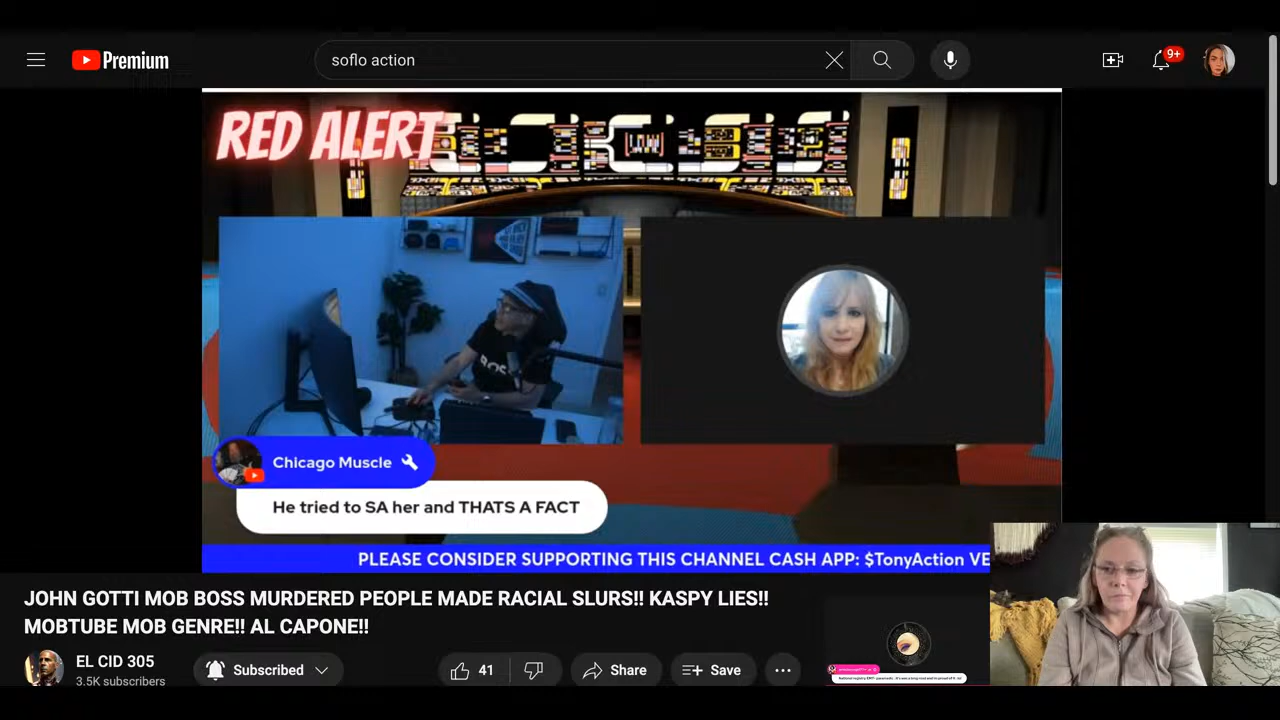 Premium
soflo action
9+
RED ALERT
Chicago Muscle
He tried to SA her and THATS A FACT
PLEASE CONSIDER SUPPORTING THIS CHANNEL CASH APP: $TonyAction VE
JOHN GOTTI MOB BOSS MURDERED PEOPLE MADE RACIAL SLURS!! KASPY LIES!!
MOBTUBE MOB GENRE!! AL CAPONE!!
EL CID 305
3.5K subscribers
Subscribed
41
Share
Save